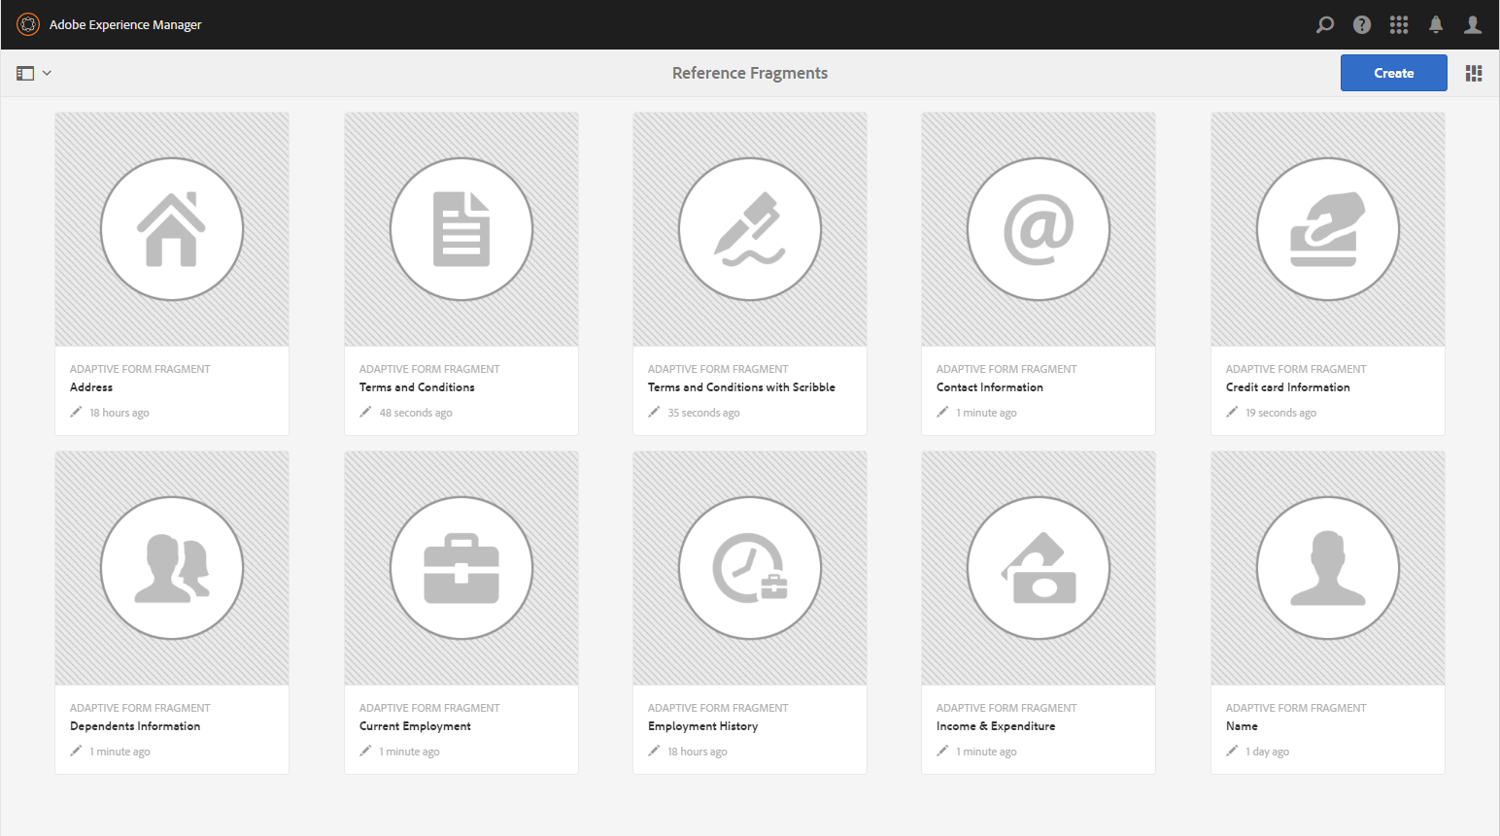 Adobe Experience Manager
Reference Fragments
Create
ADAPTIVE FORM FRAGMENT
Address
18 hours ago
ADAPTIVE FORM FRAGMENT
Terms and Conditions
48 seconds ago
ADAPTIVE FORM FRAGMENT
Terms and Conditions with Scribble
35 seconds ago
ADAPTIVE FORM FRAGMENT
Contact Information
1 minute ago
ADAPTIVE FORM FRAGMENT
Credit card Information
19 seconds ago
ADAPTIVE FORM FRAGMENT
Dependents Information
1 minute ago
ADAPTIVE FORM FRAGMENT
Current Employment
1 minute ago
ADAPTIVE FORM FRAGMENT
Employment History
18 hours ago
ADAPTIVE FORM FRAGMENT
Income & Expenditure
1 minute ago
ADAPTIVE FORM FRAGMENT
Name
1 day ago